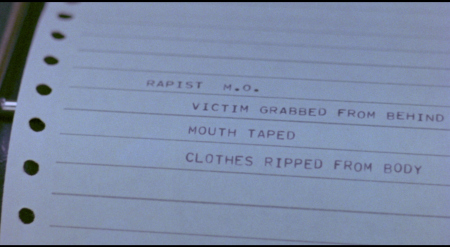 RAPIST M.O.
VICTIM GRABBED FROM BEHIND
MOUTH TAPED
CLOTHES RIPPED FROM BODY